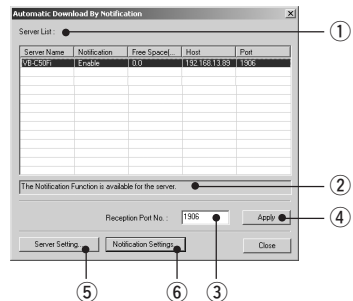 Automatic Download By Notification
Server List :
①
Server Name Notification Free Space(... Host Port
VB-C50Fi Enable 0.0 192.168.13.89 1906
The Notification Function is available for the server.
②
Reception Port No. : 1906 Apply
④
Server Setting... Notification Settings... Close
⑤ ⑥ ③